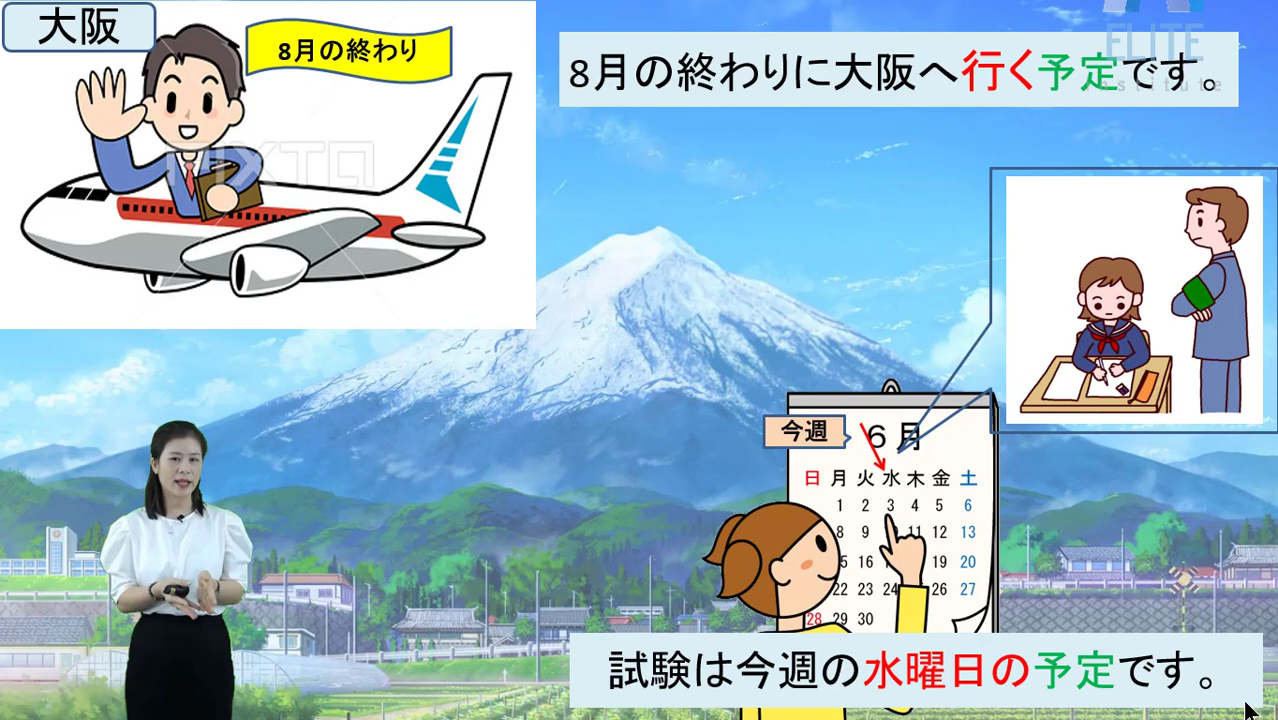 大阪
8月の終わり
ELITE
Institute
8月の終わりに大阪へ行く予定です。
今週
6月
日 月 火 水 木 金 土
1 2 3 4 5 6
8 9 11 12 13
5 16 19 20
22 23 24 26 27
28 29 30
試験は今週の水曜日の予定です。